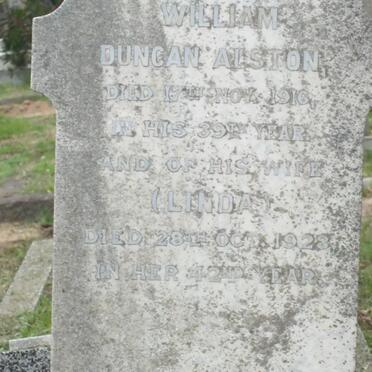 WILLIAM
DUNCAN ALSTON,
DIED NOV. 1916,
IN HIS 39TH YEAR.
AND OF HIS WIFE
(LINDA)
DIED 28TH OCT. 1923
IN HER 42ND YEAR.